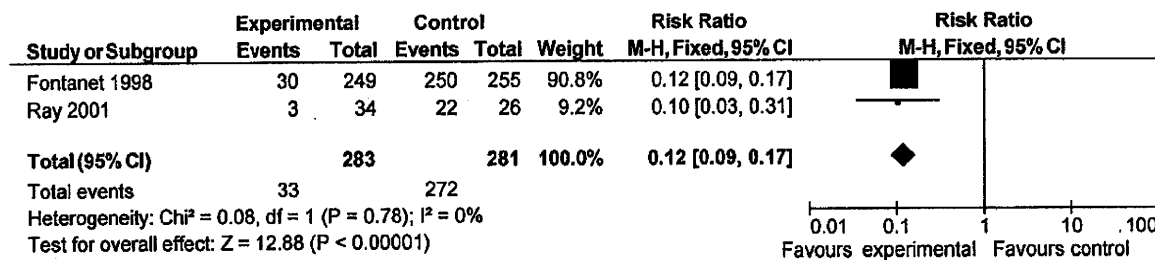 Experimental Control Risk Ratio Risk Ratio
Study or Subgroup Events Total Events Total Weight M-H, Fixed, 95% CI M-H, Fixed, 95% CI
Fontanet 1998 30 249 250 255 90.8% 0.12 [0.09, 0.17]
Ray 2001 3 34 22 26 9.2% 0.10 [0.03, 0.31]
Total (95% CI) 283 281 100.0% 0.12 [0.09, 0.17]
Total events 33 272
Heterogeneity: Chi² = 0.08, df = 1 (P = 0.78); I² = 0%
Test for overall effect: Z = 12.88 (P < 0.00001)
0.01 0.1 1 10 100
Favours experimental Favours control